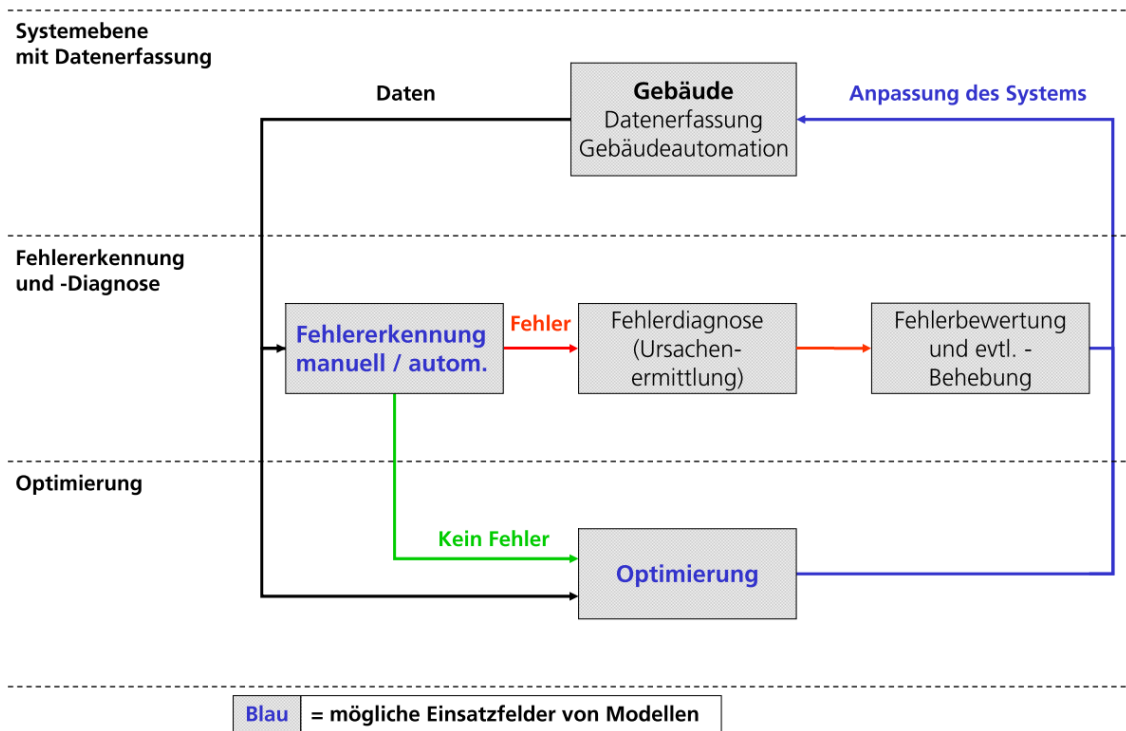 Systemebene
mit Datenerfassung
Daten
Gebäude
Datenerfassung
Gebäudeautomation
Anpassung des Systems
Fehlererkennung
und -Diagnose
Fehlererkennung
manuell / autom.
Fehler
Fehlerdiagnose
(Ursachen-
ermittlung)
Fehlerbewertung
und evtl. -
Behebung
Optimierung
Kein Fehler
Optimierung
Blau = mögliche Einsatzfelder von Modellen